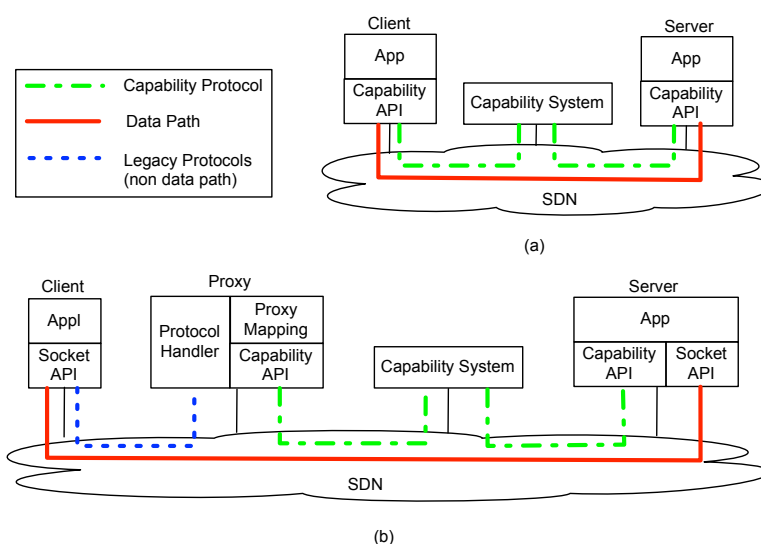 Capability Protocol
Data Path
Legacy Protocols
(non data path)
Client
App
Capability
API
Capability System
Server
App
Capability
API
SDN
(a)
Client
Appl
Socket
API
Proxy
Protocol
Handler
Proxy
Mapping
Capability
API
Capability System
Server
App
Capability
API
Socket
API
SDN
(b)